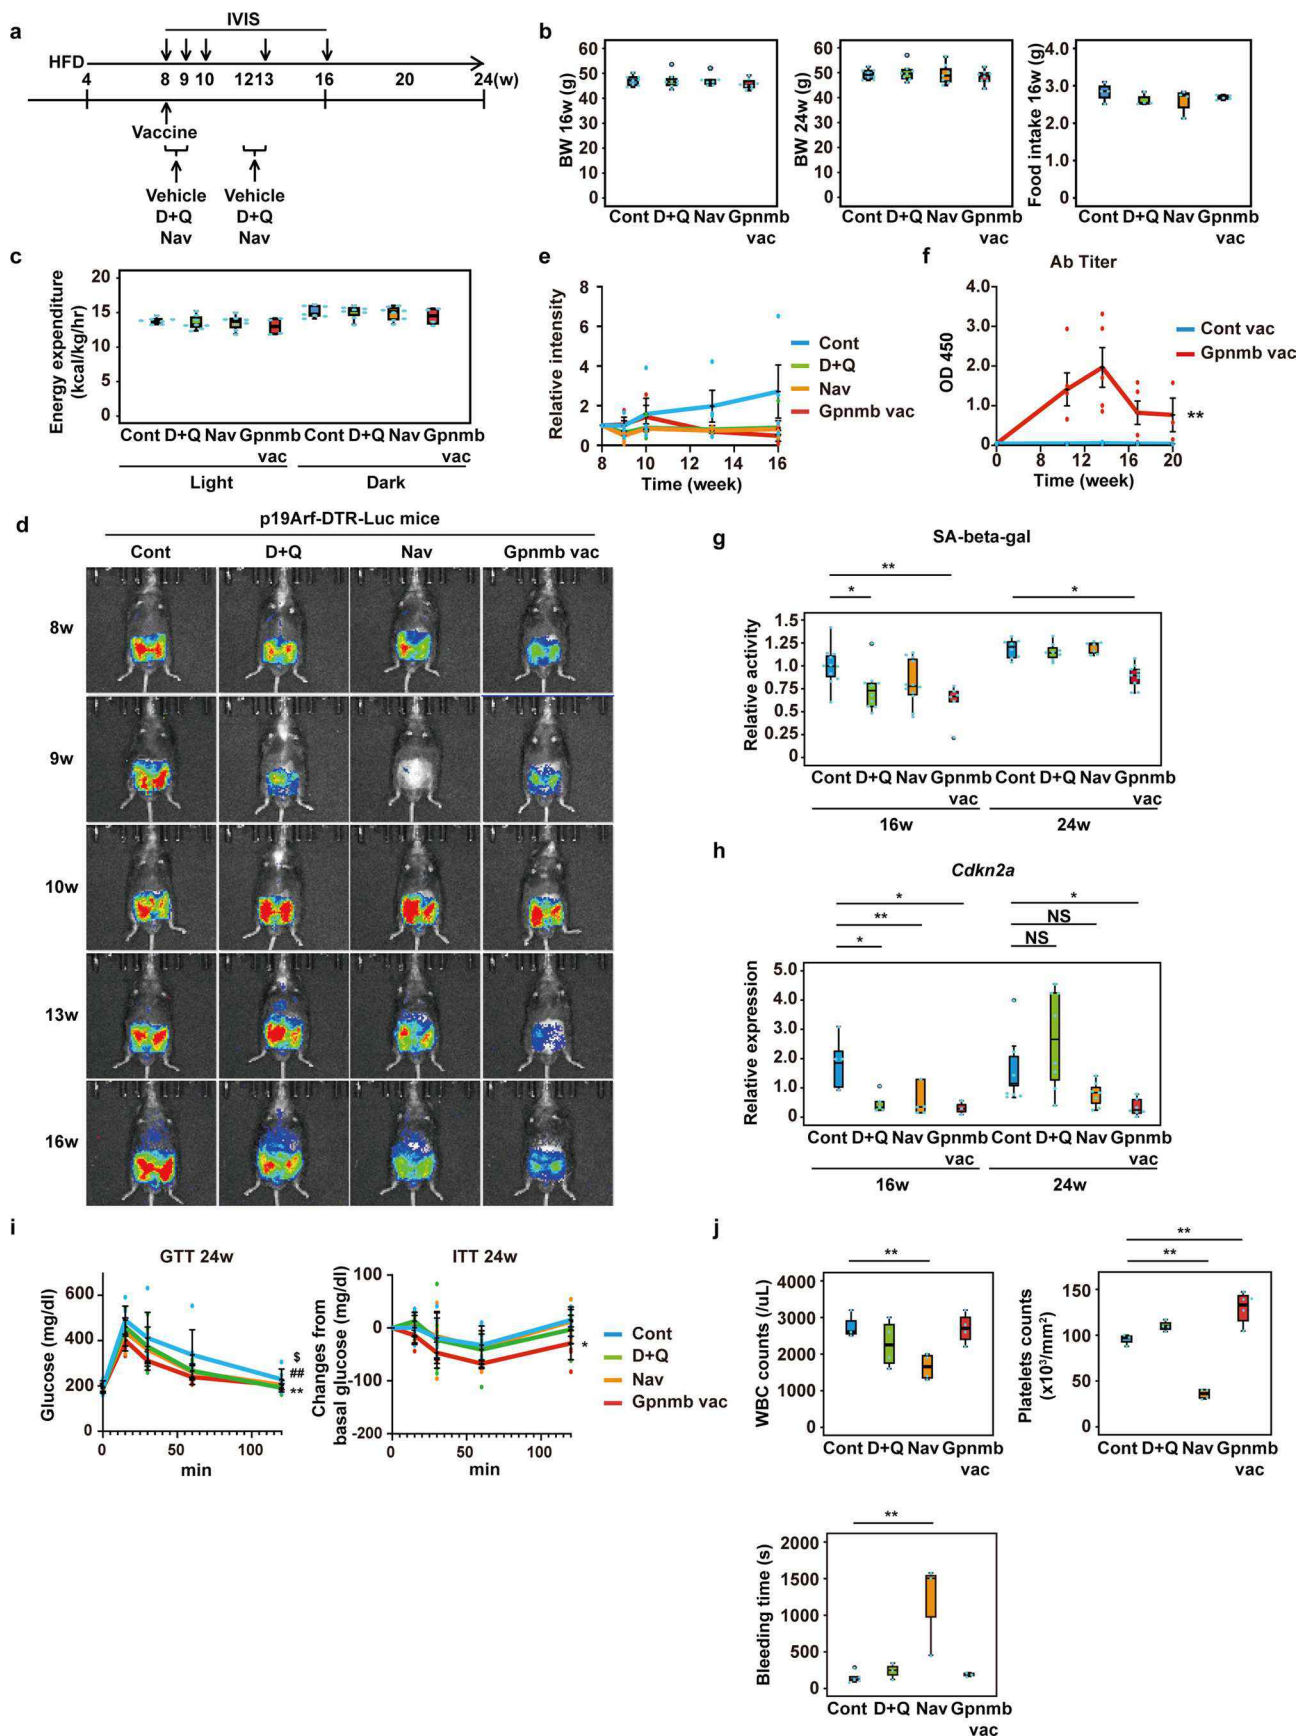 a
IVIS
HFD
4
8
9
10
1213
16
20
24(w)
Vaccine
Vehicle
D+Q
Nav
Vehicle
D+Q
Nav
b
BW 16w (g)
60
50
40
30
20
10
0
Cont D+Q Nav Gpnmb
vac
BW 24w (g)
60
50
40
30
20
10
0
Cont D+Q Nav Gpnmb
vac
Food intake 16w (g)
4.0
3.0
2.0
1.0
0
Cont D+Q Nav Gpnmb
vac
c
Energy expenditure
(kcal/kg/hr)
20
15
10
5
0
Cont D+Q Nav Gpnmb
vac
Cont D+Q Nav Gpnmb
vac
Light
Dark
e
Relative intensity
8
6
4
2
0
8
10
12
14
16
Time (week)
Cont
D+Q
Nav
Gpnmb vac
f
Ab Titer
OD 450
4.0
3.0
2.0
1.0
0
0
5
10
15
20
Time (week)
Cont vac
Gpnmb vac
**
d
p19Arf-DTR-Luc mice
Cont
D+Q
Nav
Gpnmb vac
8w
9w
10w
13w
16w
g
SA-beta-gal
**
*
*
Relative activity
1.5
1.25
1.0
0.75
0.5
0.25
0
Cont D+Q Nav Gpnmb
vac
Cont D+Q Nav Gpnmb
vac
16w
24w
h
Cdkn2a
*
**
*
*
NS
NS
Relative expression
5.0
4.0
3.0
2.0
1.0
0
Cont D+Q Nav Gpnmb
vac
Cont D+Q Nav Gpnmb
vac
16w
24w
i
GTT 24w
Glucose (mg/dl)
600
400
200
0
0
50
100
min
$
##
**
ITT 24w
Changes from
basal glucose (mg/dl)
100
0
-100
-200
0
50
100
min
*
Cont
D+Q
Nav
Gpnmb vac
j
**
WBC counts (/uL)
4000
3000
2000
1000
0
Cont D+Q Nav Gpnmb
vac
**
**
Platelets counts
(x10³/mm²)
150
100
50
0
Cont D+Q Nav Gpnmb
vac
**
Bleeding time (s)
2000
1500
1000
500
0
Cont D+Q Nav Gpnmb
vac